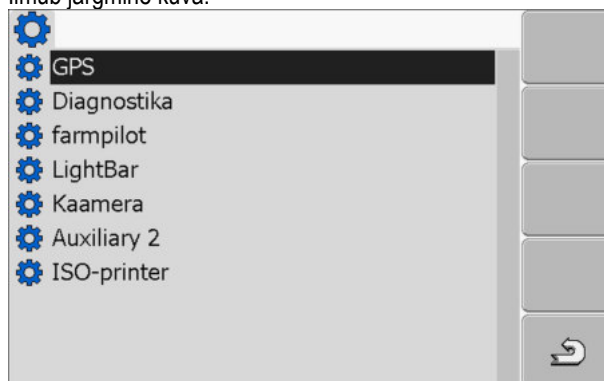 Ilmub järgmine kuva:
GPS
Diagnostika
farmpilot
LightBar
Kaamera
Auxiliary 2
ISO-printer